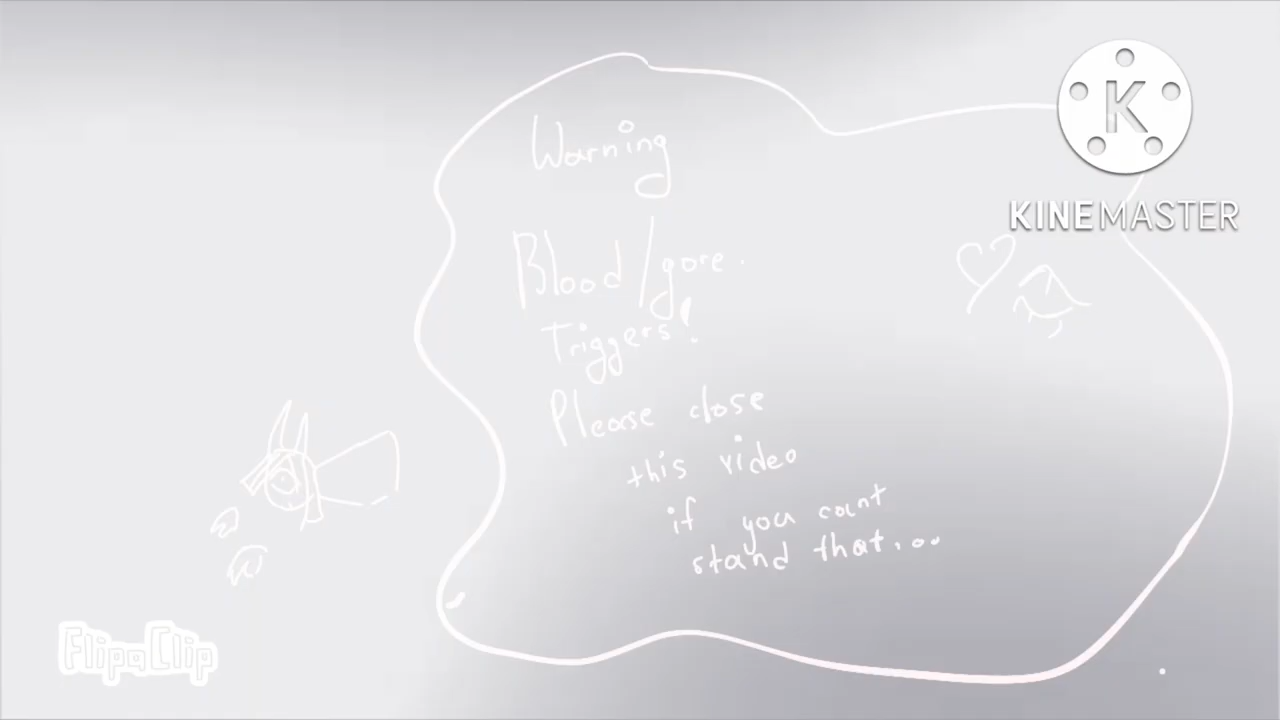 Warning
Blood/gore.
Triggers!
Please close
this video
if you cant
stand that...
K
KINEMASTER
FlipaClip